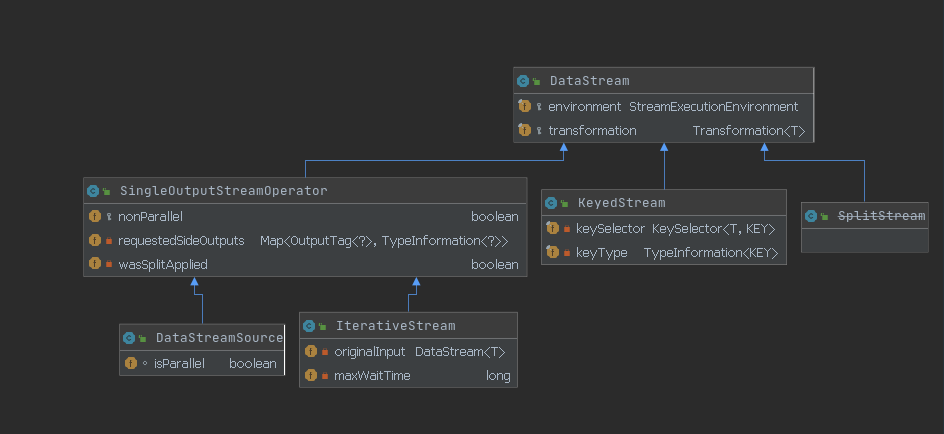 DataStream
environment StreamExecutionEnvironment
transformation Transformation<T>
SingleOutputStreamOperator
nonParallel boolean
requestedSideOutputs Map<OutputTag<?>, TypeInformation<?>>
wasSplitApplied boolean
KeyedStream
keySelector KeySelector<T, KEY>
keyType TypeInformation<KEY>
SplitStream
DataStreamSource
isParallel boolean
IterativeStream
originalInput DataStream<T>
maxWaitTime long